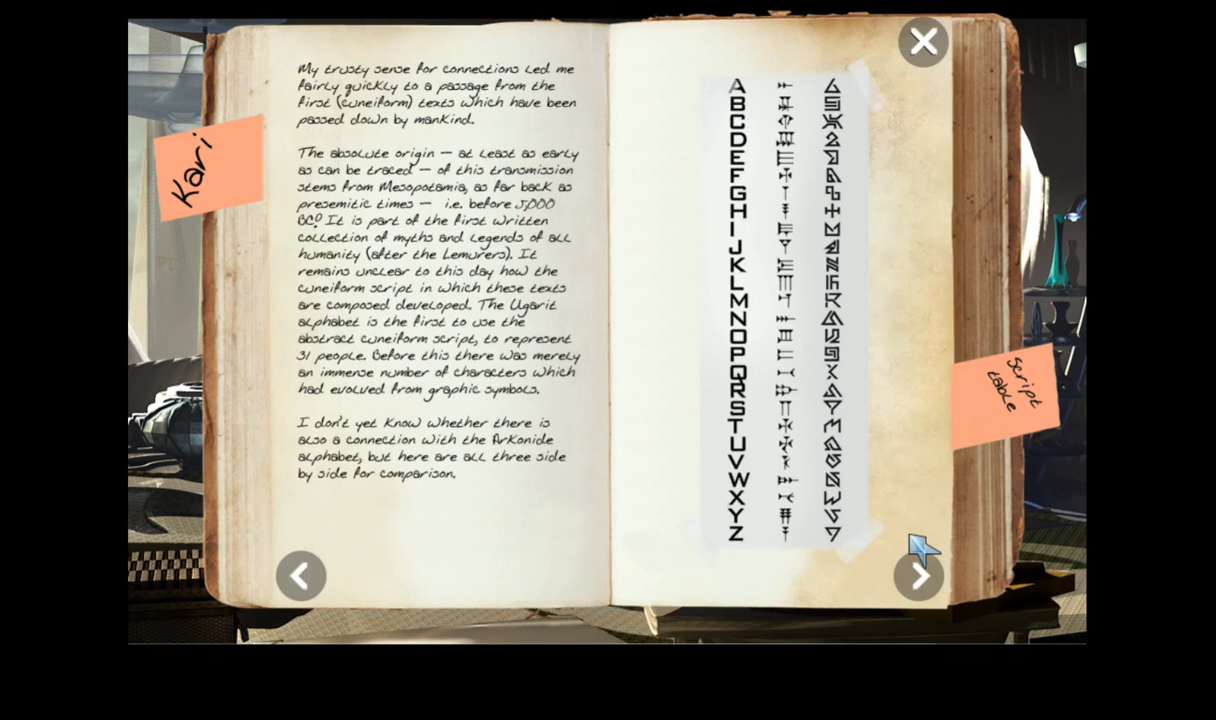 Kari
My trusty sense for connections led me
fairly quickly to a passage from the
first (cuneiform) texts which have been
passed down by mankind.
The absolute origin — at least as early
as can be traced — of this transmission
stems from Mesopotamia, as far back as
presemitic times — i.e. before 5,000
BC! It is part of the first written
collection of myths and legends of all
humanity (after the Lemurers). It
remains unclear to this day how the
cuneiform script in which these texts
are composed developed. The Ugarit
alphabet is the first to use the
abstract cuneiform script, to represent
31 people. Before this there was merely
an immense number of characters which
had evolved from graphic symbols.
I don't yet know whether there is
also a connection with the Arkonide
alphabet, but here are all three side
by side for comparison.
A
B
C
D
E
F
G
H
I
J
K
L
M
N
O
P
Q
R
S
T
U
V
W
X
Y
Z
script
table